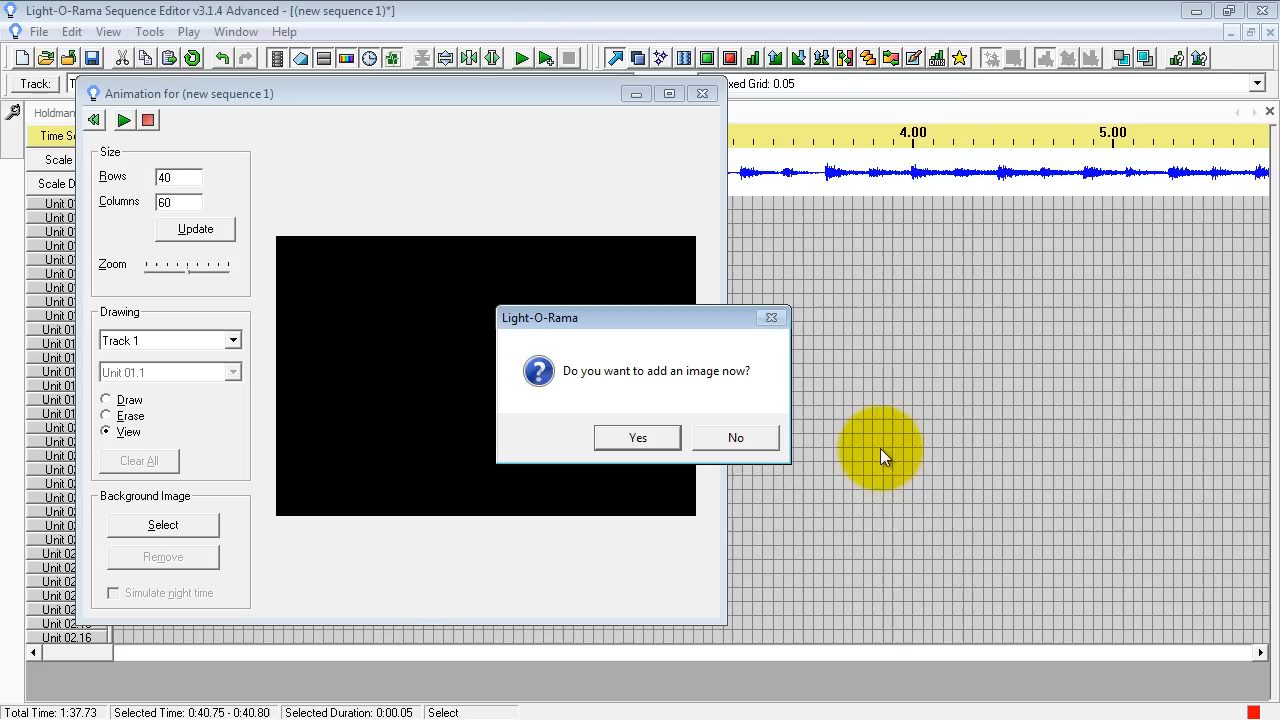 Light-O-Rama Sequence Editor v3.1.4 Advanced - [(new sequence 1)*]
File Edit View Tools Play Window Help
Track:
xed Grid: 0.05
Animation for (new sequence 1)
Holdman
Time Sc
4.00 5.00
Size
Scale
Rows 40
Scale D
Columns 60
Update
Zoom
Drawing
Track 1
Unit 01.1
Draw
Erase
View
Clear All
Background Image
Select
Remove
Simulate night time
Light-O-Rama
Do you want to add an image now?
Yes No
Unit 02.16
Total Time: 1:37.73 Selected Time: 0:40.75 - 0:40.80 Selected Duration: 0:00.05 Select